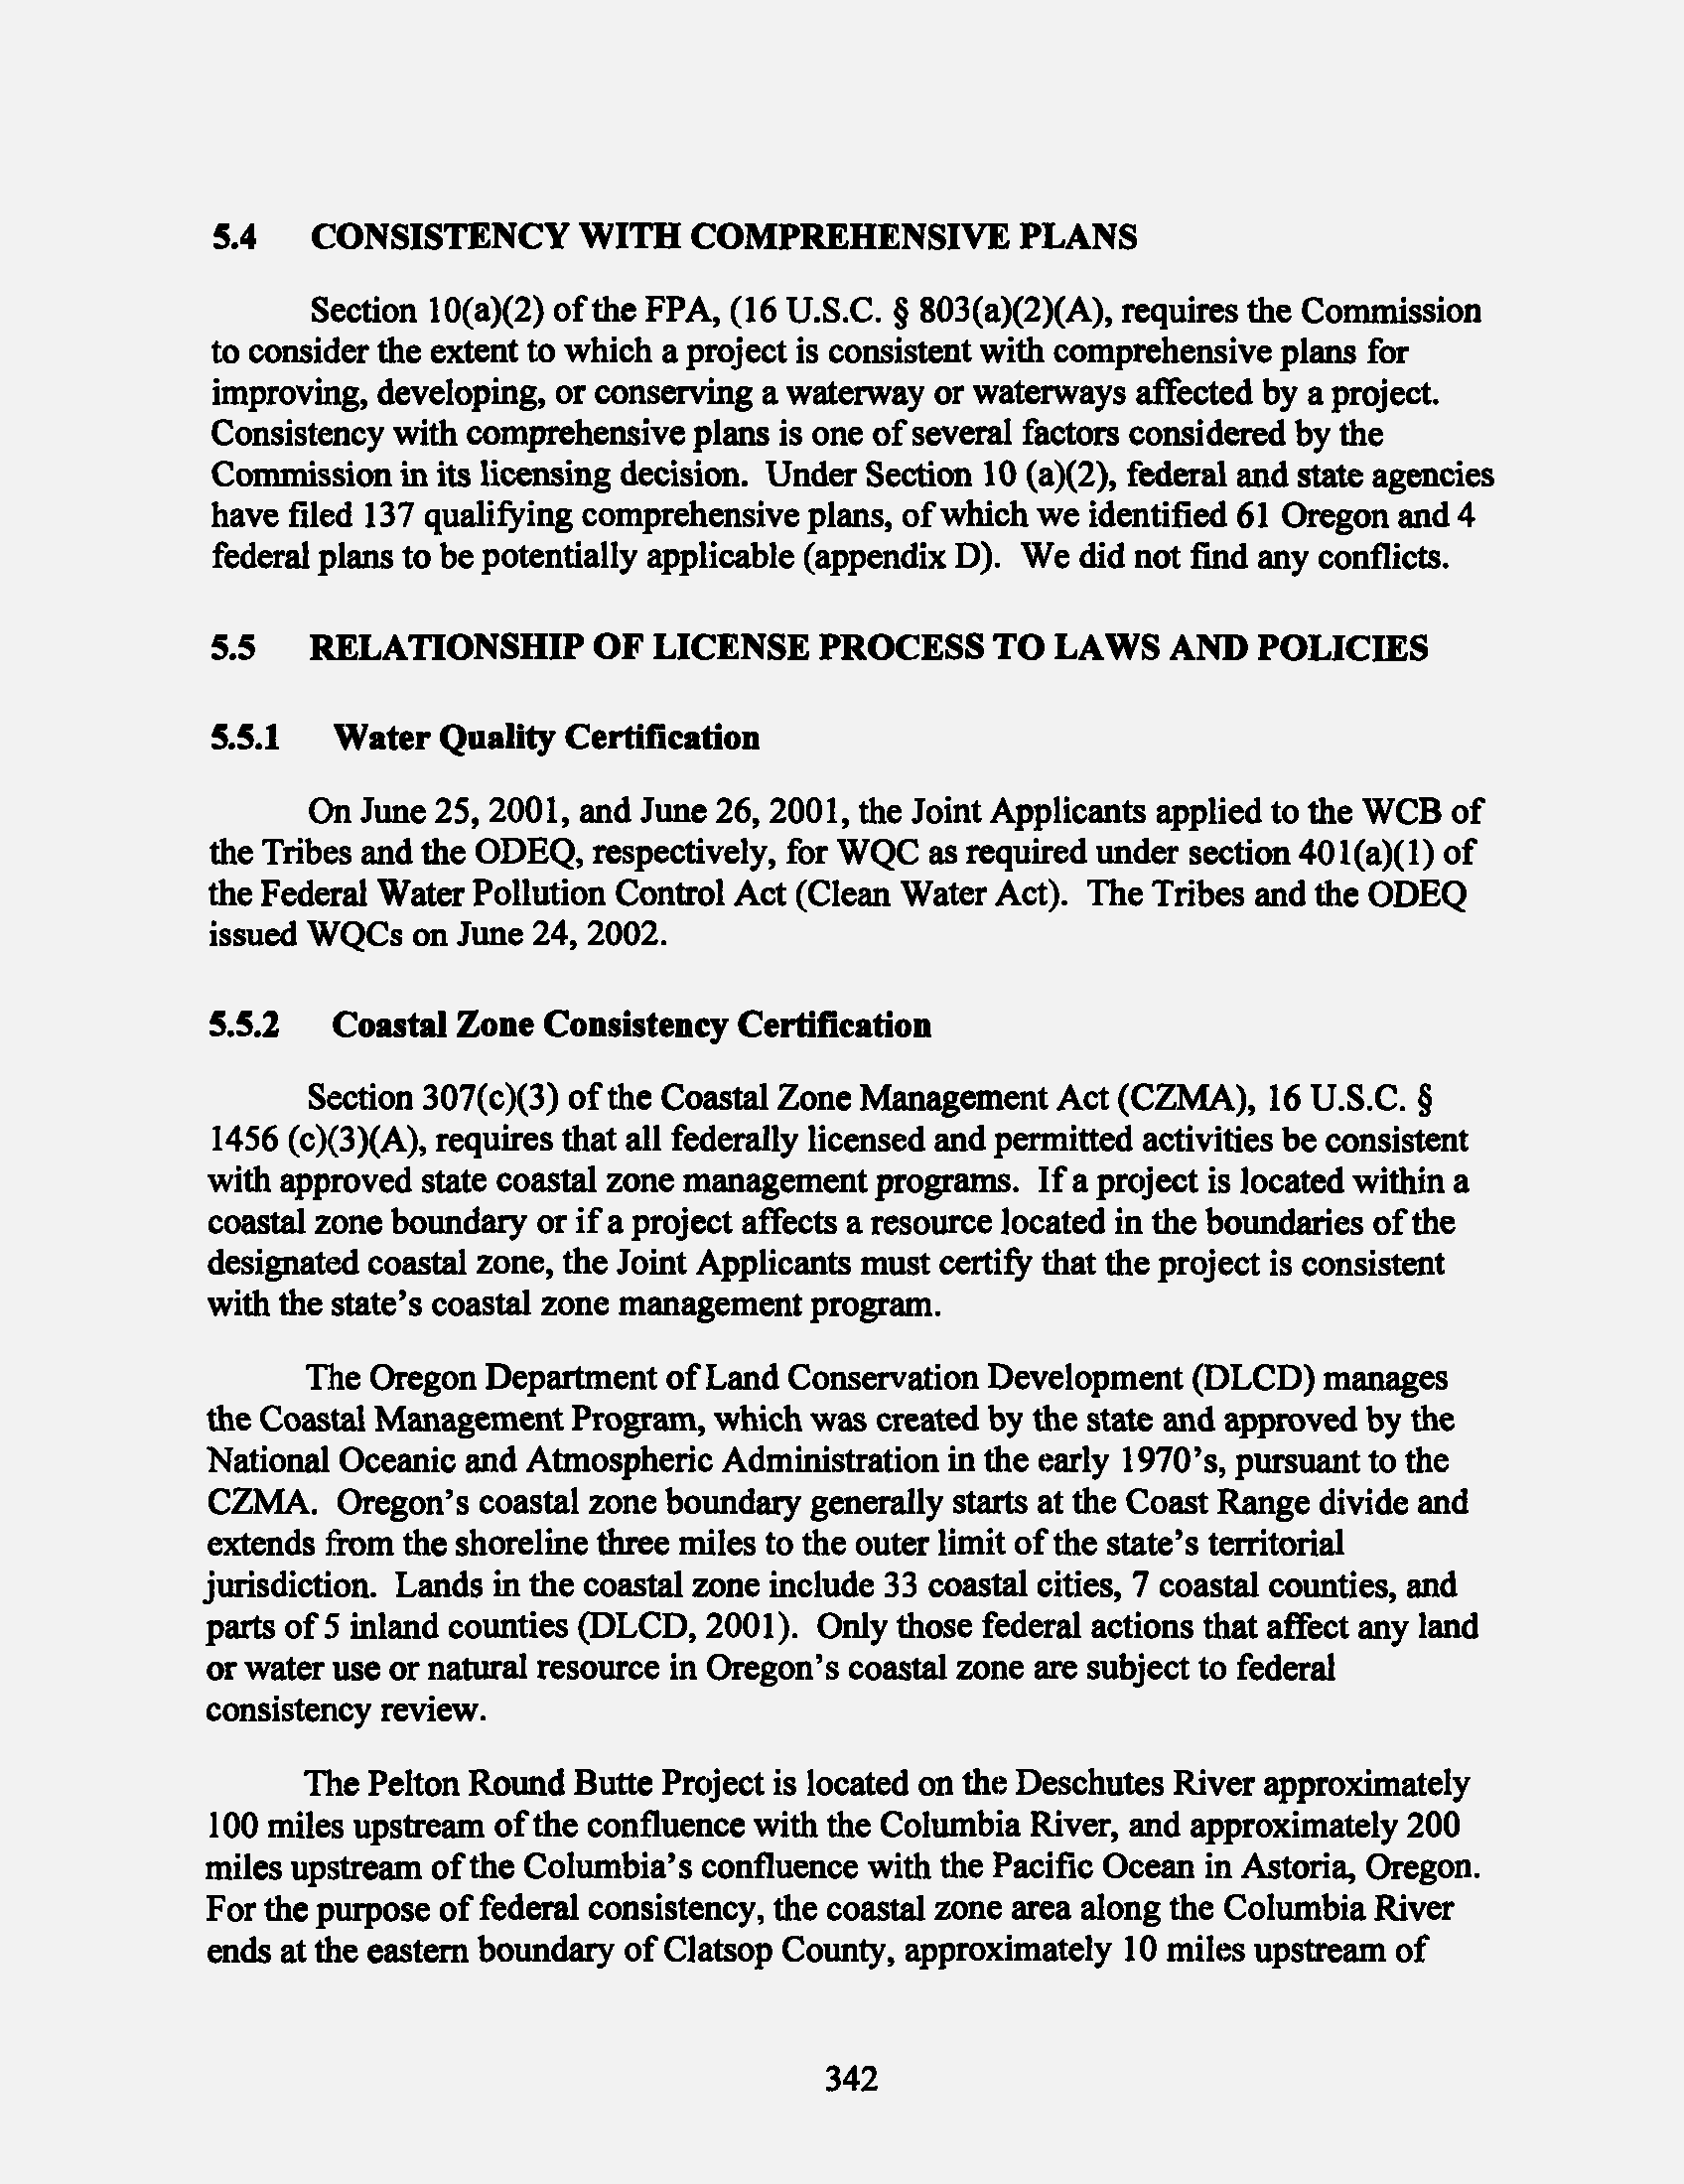 5.4 CONSISTENCY WITH COMPREHENSIVE PLANS
Section 10(a)(2) of the FPA, (16 U.S.C. § 803(a)(2)(A), requires the Commission
to consider the extent to which a project is consistent with comprehensive plans for
improving, developing, or conserving a waterway or waterways affected by a project.
Consistency with comprehensive plans is one of several factors considered by the
Commission in its licensing decision. Under Section 10 (a)(2), federal and state agencies
have filed 137 qualifying comprehensive plans, of which we identified 61 Oregon and 4
federal plans to be potentially applicable (appendix D). We did not find any conflicts.
5.5 RELATIONSHIP OF LICENSE PROCESS TO LAWS AND POLICIES
5.5.1 Water Quality Certification
On June 25, 2001, and June 26, 2001, the Joint Applicants applied to the WCB of
the Tribes and the ODEQ, respectively, for WQC as required under section 401(a)(1) of
the Federal Water Pollution Control Act (Clean Water Act). The Tribes and the ODEQ
issued WQCs on June 24, 2002.
5.5.2 Coastal Zone Consistency Certification
Section 307(c)(3) of the Coastal Zone Management Act (CZMA), 16 U.S.C. §
1456 (c)(3)(A), requires that all federally licensed and permitted activities be consistent
with approved state coastal zone management programs. If a project is located within a
coastal zone boundary or if a project affects a resource located in the boundaries of the
designated coastal zone, the Joint Applicants must certify that the project is consistent
with the state's coastal zone management program.
The Oregon Department of Land Conservation Development (DLCD) manages
the Coastal Management Program, which was created by the state and approved by the
National Oceanic and Atmospheric Administration in the early 1970's, pursuant to the
CZMA. Oregon's coastal zone boundary generally starts at the Coast Range divide and
extends from the shoreline three miles to the outer limit of the state's territorial
jurisdiction. Lands in the coastal zone include 33 coastal cities, 7 coastal counties, and
parts of 5 inland counties (DLCD, 2001). Only those federal actions that affect any land
or water use or natural resource in Oregon's coastal zone are subject to federal
consistency review.
The Pelton Round Butte Project is located on the Deschutes River approximately
100 miles upstream of the confluence with the Columbia River, and approximately 200
miles upstream of the Columbia's confluence with the Pacific Ocean in Astoria, Oregon.
For the purpose of federal consistency, the coastal zone area along the Columbia River
ends at the eastern boundary of Clatsop County, approximately 10 miles upstream of
342